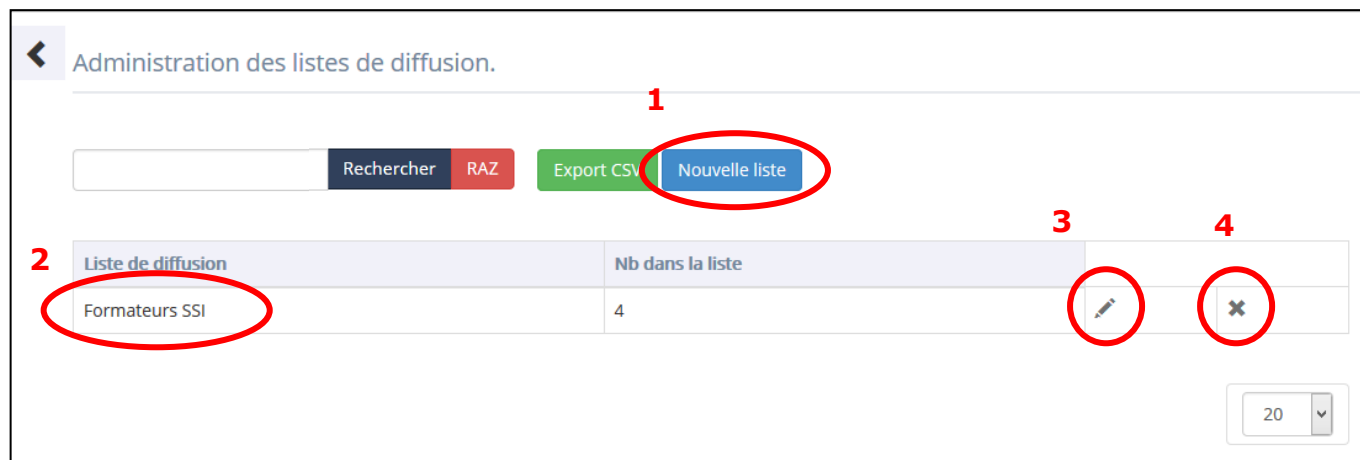 Administration des listes de diffusion.
1
Rechercher RAZ Export CSV Nouvelle liste
3 4
2 Liste de diffusion Nb dans la liste
Formateurs SSI 4
20